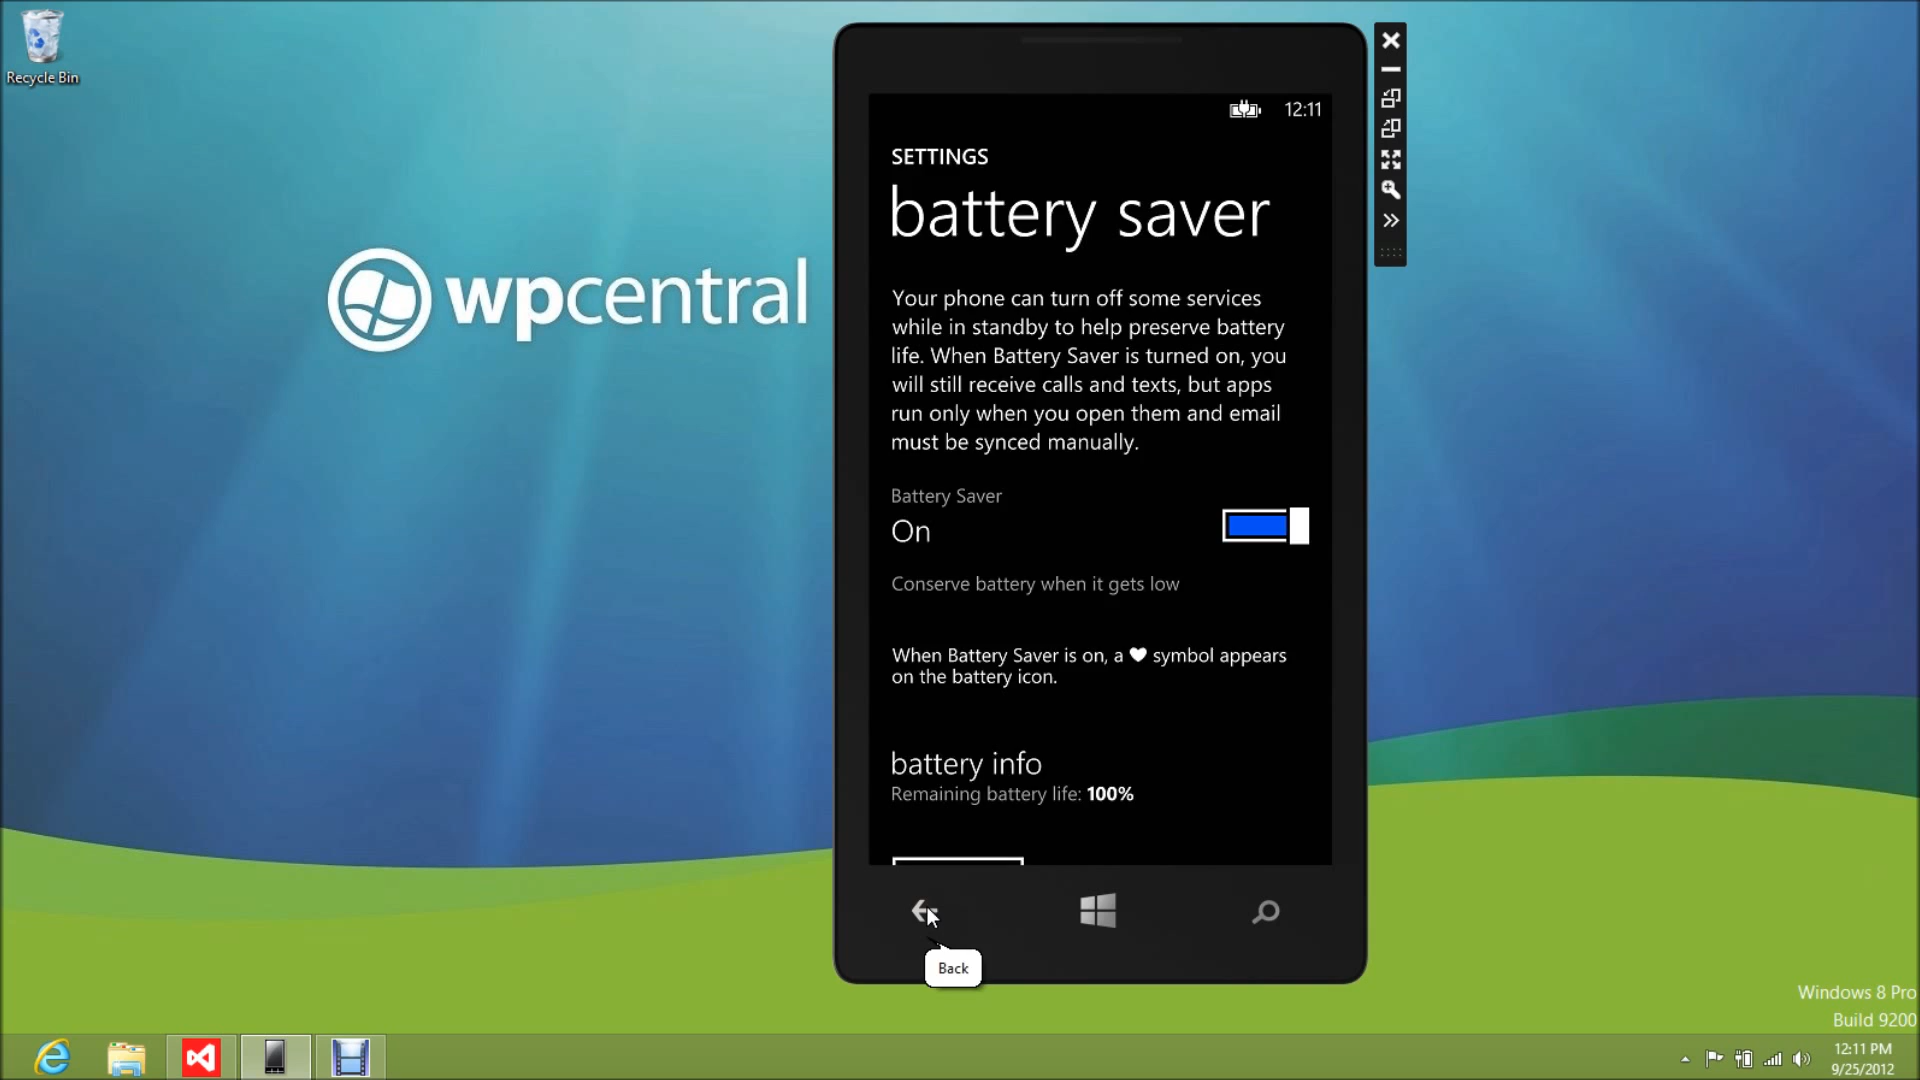 Recycle Bin
wpcentral
12:11
SETTINGS
battery saver
Your phone can turn off some services
while in standby to help preserve battery
life. When Battery Saver is turned on, you
will still receive calls and texts, but apps
run only when you open them and email
must be synced manually.
Battery Saver
On
Conserve battery when it gets low
When Battery Saver is on, a ♥ symbol appears
on the battery icon.
battery info
Remaining battery life: 100%
Back
Windows 8 Pro
Build 9200
12:11 PM
9/25/2012